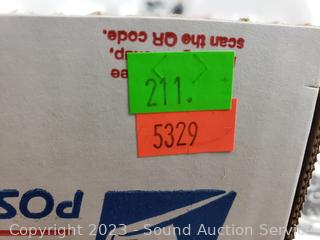 scan the QR code.
211.
5329
POS
Copyright 2023 - Sound Auction Service